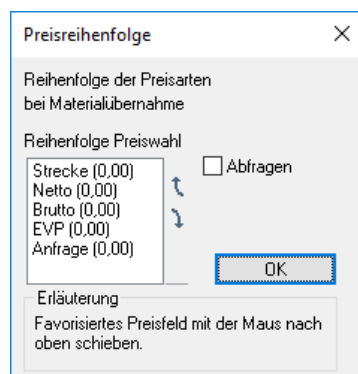 Preisreihenfolge
Reihenfolge der Preisarten
bei Materialübernahme
Reihenfolge Preiswahl
Strecke (0,00)
Netto (0,00)
Brutto (0,00)
EVP (0,00)
Anfrage (0,00)
Abfragen
OK
Erläuterung
Favorisiertes Preisfeld mit der Maus nach
oben schieben.